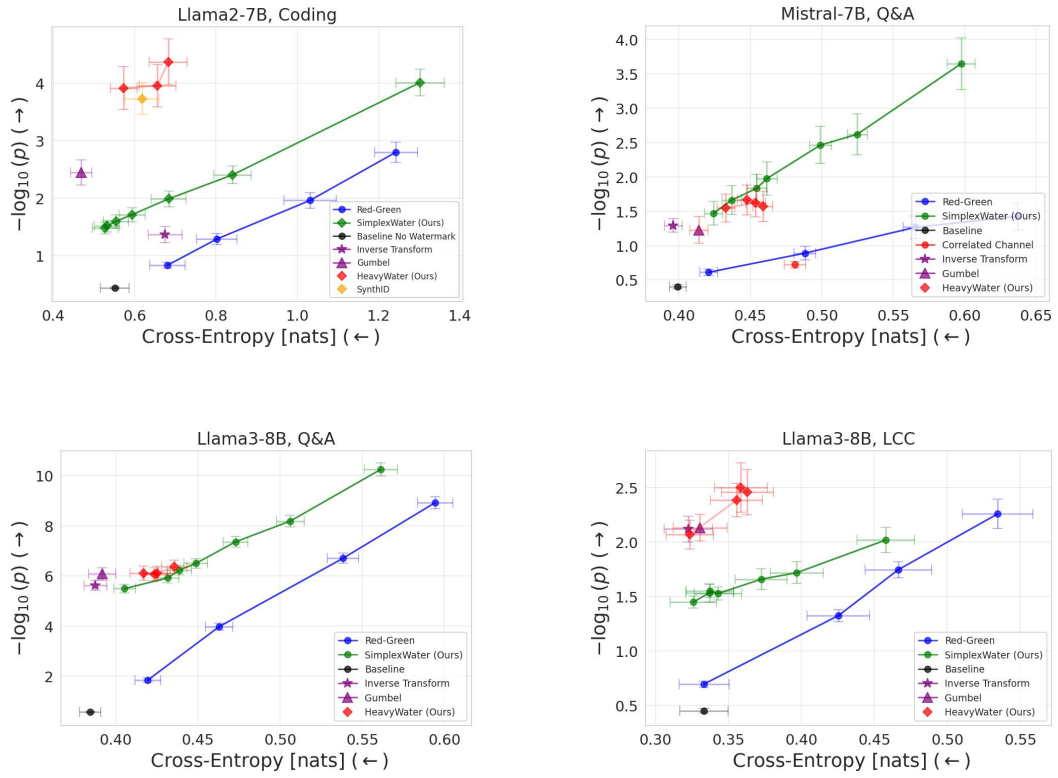 Llama2-7B, Coding
4
3
2
1
−log₁₀(p) (→)
0.4
0.6
0.8
1.0
1.2
1.4
Cross-Entropy [nats] (←)
Red-Green
SimplexWater (Ours)
Baseline No Watermark
Inverse Transform
Gumbel
HeavyWater (Ours)
SynthID
Mistral-7B, Q&A
4.0
3.5
3.0
2.5
2.0
1.5
1.0
0.5
−log₁₀(p) (→)
0.40
0.45
0.50
0.55
0.60
0.65
Cross-Entropy [nats] (←)
Red-Green
SimplexWater (Ours)
Baseline
Correlated Channel
Inverse Transform
Gumbel
HeavyWater (Ours)
Llama3-8B, Q&A
10
8
6
4
2
−log₁₀(p) (→)
0.40
0.45
0.50
0.55
0.60
Cross-Entropy [nats] (←)
Red-Green
SimplexWater (Ours)
Baseline
Inverse Transform
Gumbel
HeavyWater (Ours)
Llama3-8B, LCC
2.5
2.0
1.5
1.0
0.5
−log₁₀(p) (→)
0.30
0.35
0.40
0.45
0.50
0.55
Cross-Entropy [nats] (←)
Red-Green
SimplexWater (Ours)
Baseline
Inverse Transform
Gumbel
HeavyWater (Ours)